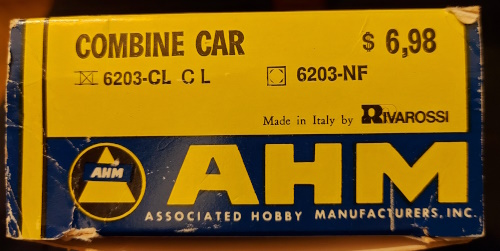 COMBINE CAR $ 6,98
6203-CL C L 6203-NF
Made in Italy by RIVAROSSI
AHM AHM
ASSOCIATED HOBBY MANUFACTURERS, INC.